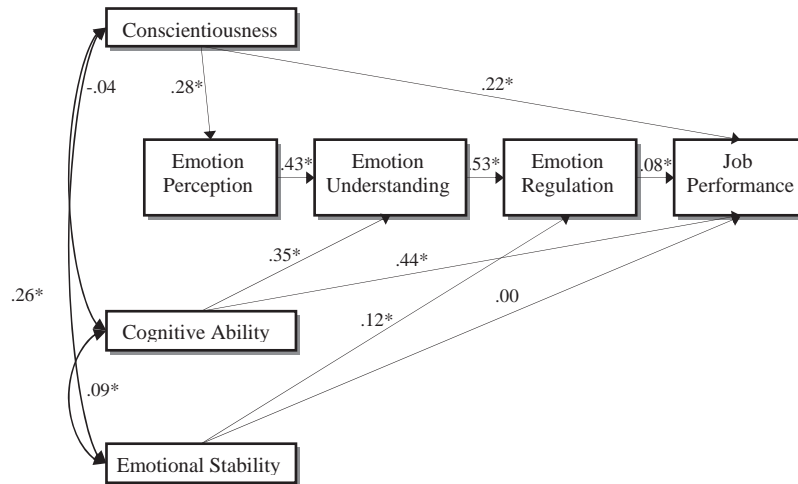 Conscientiousness
-.04
.28*
.22*
Emotion
Perception
.43*
Emotion
Understanding
.53*
Emotion
Regulation
.08*
Job
Performance
.35*
.44*
.26*
.12*
.00
Cognitive Ability
.09*
Emotional Stability